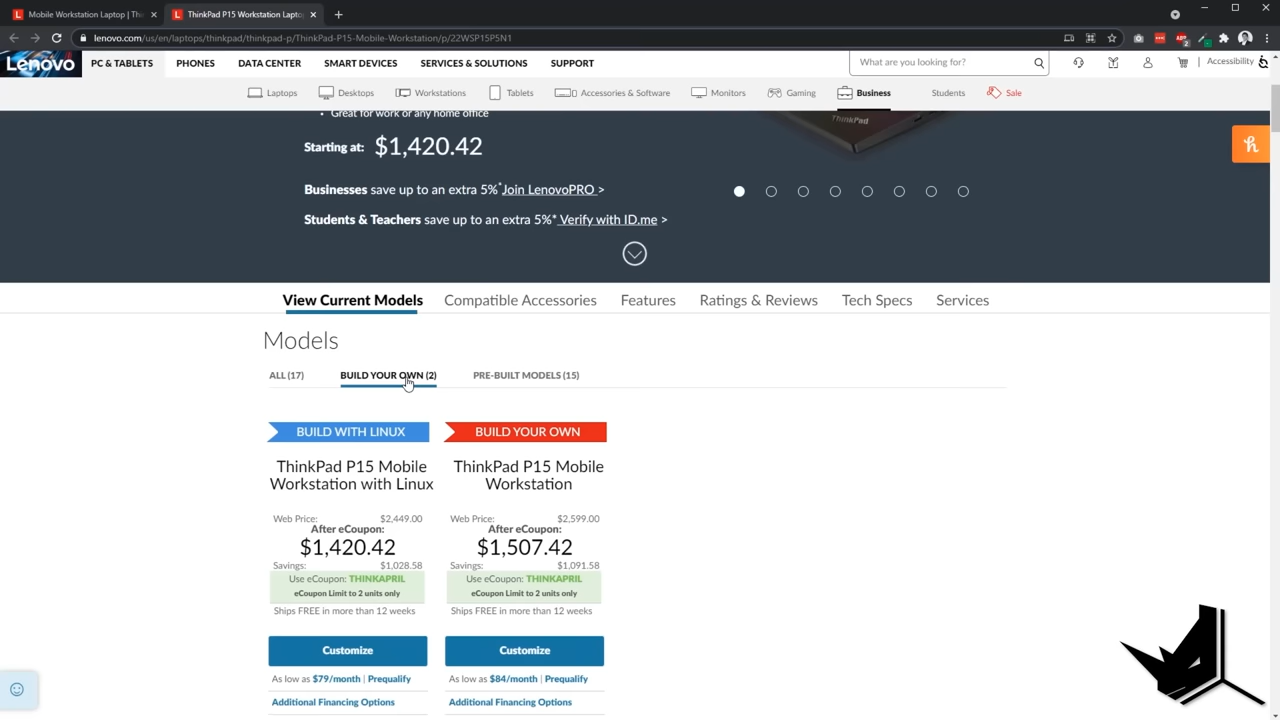 Mobile Workstation Laptop | Th
ThinkPad P15 Workstation Lapto
lenovo.com/us/en/laptops/thinkpad/thinkpad-p/ThinkPad-P15-Mobile-Workstation/p/22WSP15P5N1
Lenovo PC & TABLETS PHONES DATA CENTER SMART DEVICES SERVICES & SOLUTIONS SUPPORT What are you looking for? Accessibility
Laptops Desktops Workstations Tablets Accessories & Software Monitors Gaming Business Students Sale
• Great for work or any home office
ThinkPad
Starting at: $1,420.42
Businesses save up to an extra 5%* Join LenovoPRO >
Students & Teachers save up to an extra 5%* Verify with ID.me >
View Current Models Compatible Accessories Features Ratings & Reviews Tech Specs Services
Models
ALL (17) BUILD YOUR OWN (2) PRE-BUILT MODELS (15)
BUILD WITH LINUX
ThinkPad P15 Mobile
Workstation with Linux
Web Price: $2,449.00
After eCoupon:
$1,420.42
Savings: $1,028.58
Use eCoupon: THINKAPRIL
eCoupon Limit to 2 units only
Ships FREE in more than 12 weeks
Customize
As low as $79/month | Prequalify
Additional Financing Options
BUILD YOUR OWN
ThinkPad P15 Mobile
Workstation
Web Price: $2,599.00
After eCoupon:
$1,507.42
Savings: $1,091.58
Use eCoupon: THINKAPRIL
eCoupon Limit to 2 units only
Ships FREE in more than 12 weeks
Customize
As low as $84/month | Prequalify
Additional Financing Options